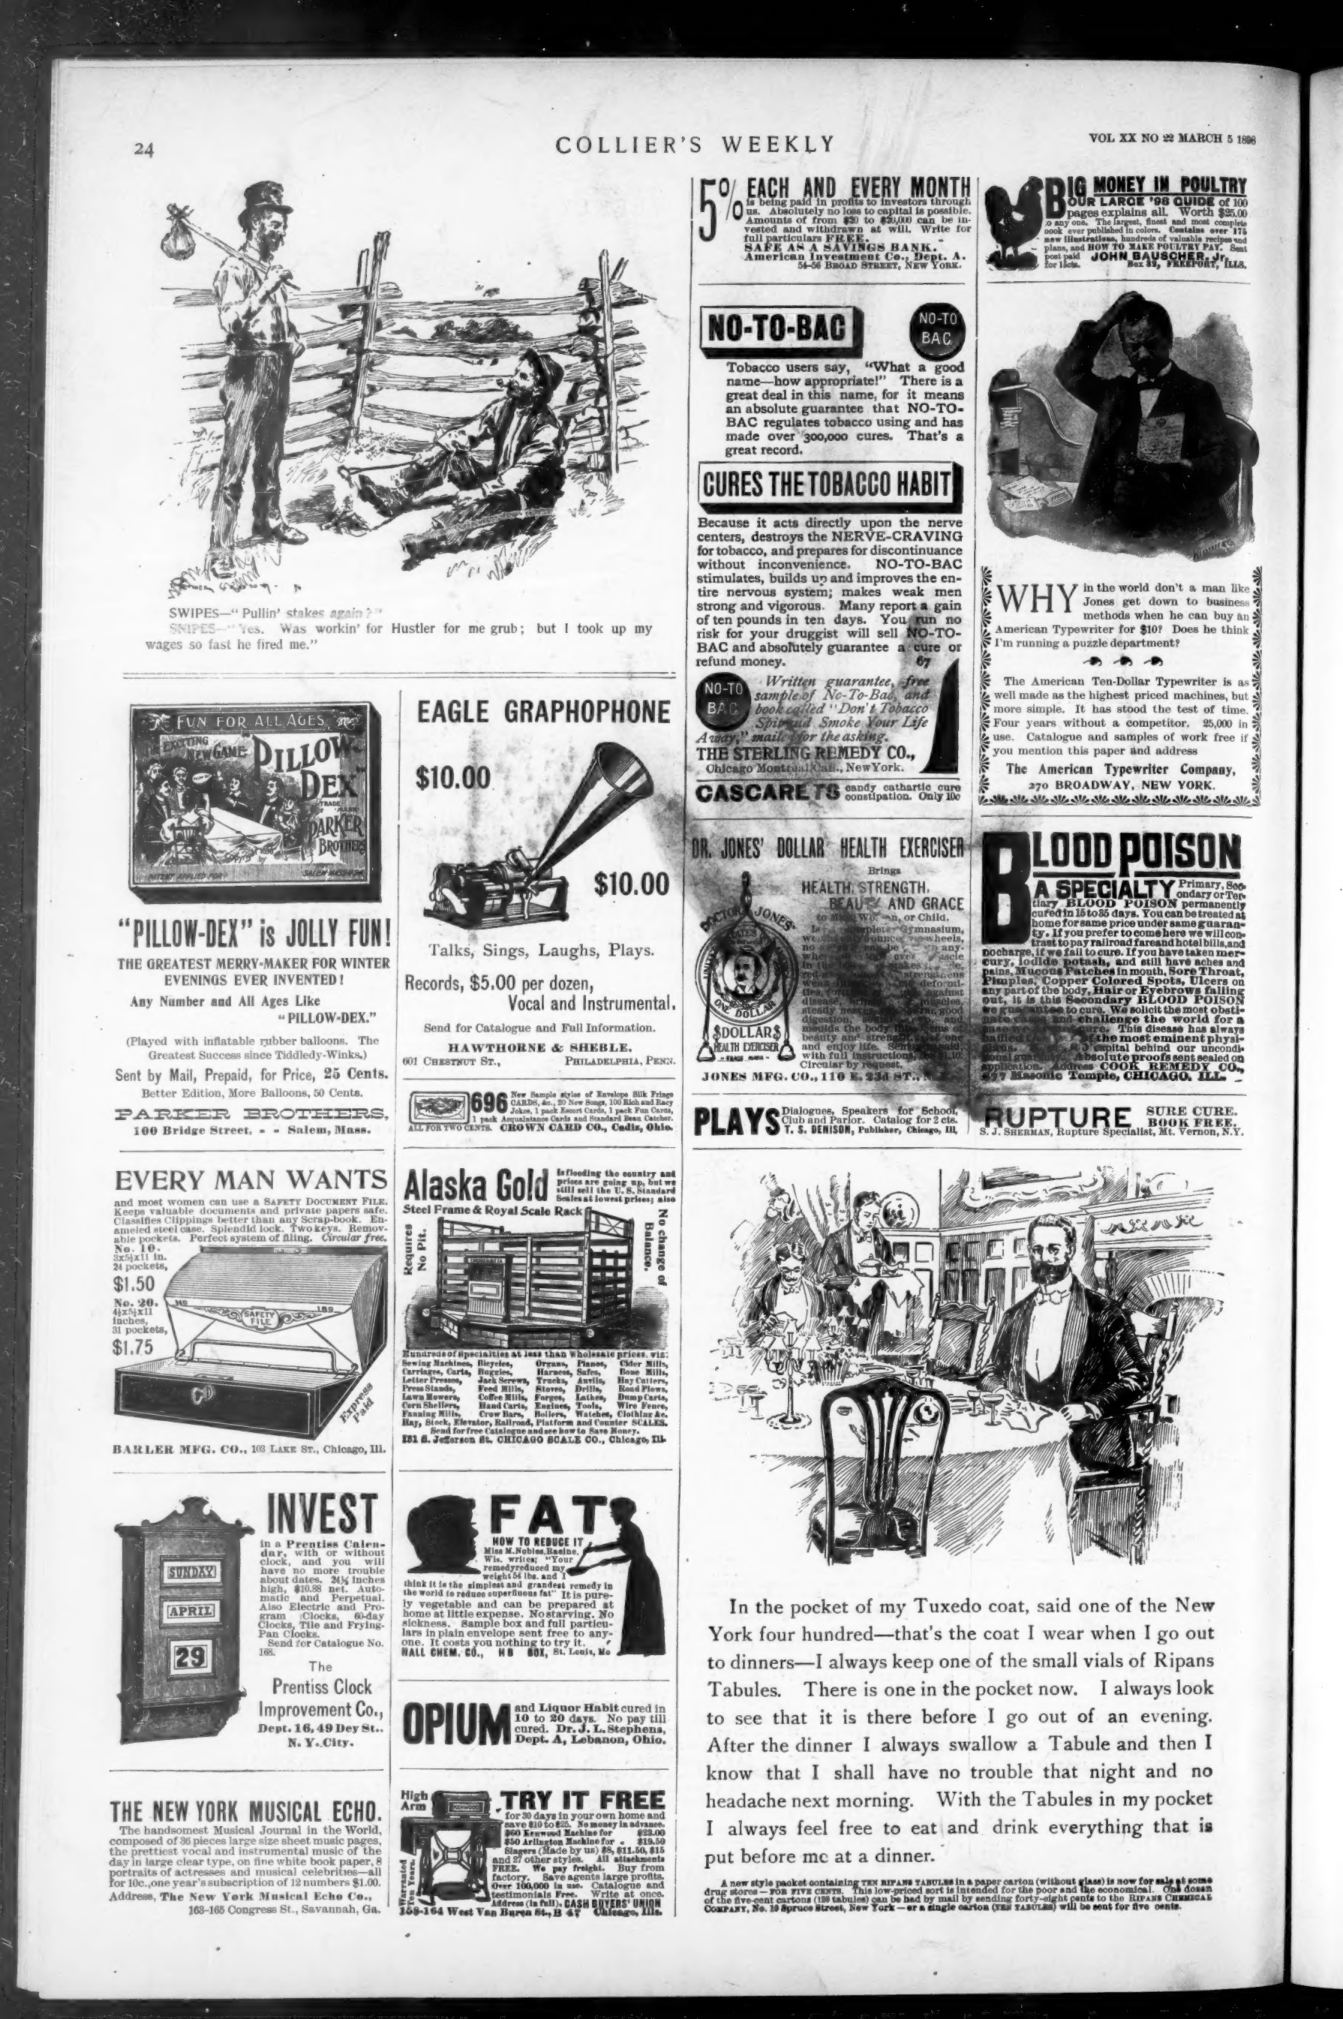 24
COLLIER'S WEEKLY
VOL XX NO 22 MARCH 5 1898
SWIPES—"Pullin' stakes again?"
SNIPES—"Yes. Was workin' for Hustler for me grub; but I took up my
wages so fast he fired me."
FUN FOR ALL AGES
THE EXCITING
NEW GAME
PILLOW
DEX
TRADE MARK
PARKER
BROTHERS
PATENT APPLIED FOR
SALEM MASS
"PILLOW-DEX" is JOLLY FUN!
THE GREATEST MERRY-MAKER FOR WINTER
EVENINGS EVER INVENTED!
Any Number and All Ages Like
"PILLOW-DEX."
(Played with inflatable rubber balloons. The
Greatest Success since Tiddledy-Winks.)
Sent by Mail, Prepaid, for Price, 25 Cents.
Better Edition, More Balloons, 50 Cents.
PARKER BROTHERS,
100 Bridge Street, - - Salem, Mass.
EVERY MAN WANTS
and most women can use a SAFETY DOCUMENT FILE.
Keeps valuable documents and private papers safe.
Classifies Clippings better than any Scrap-book. En-
ameled steel case. Splendid lock. Two keys. Remov-
able pockets. Perfect system of filing. Circular free.
No. 10.
24 pockets,
$1.50
No. 20.
inches,
31 pockets,
$1.75
SAFETY
FILE
Express
Paid
BARLER MFG. CO., 103 LAKE ST., Chicago, Ill.
SUNDAY
APRIL
29
INVEST
in a Prentiss Calen-
dar, with or without
clock, and you will
have no more trouble
about dates. 24½ inches
high, $10.88 net. Auto-
matic and Perpetual.
Also Electric and Pro-
gram Clocks, 60-day
Clocks, Tile and Frying-
Pan Clocks.
Send for Catalogue No.
168.
The
Prentiss Clock
Improvement Co.,
Dept. 16, 49 Dey St.,
N. Y. City.
THE NEW YORK MUSICAL ECHO.
The handsomest Musical Journal in the World,
composed of 36 pieces large size sheet music pages,
the prettiest vocal and instrumental music of the
day in large clear type, on fine white book paper, 8
portraits of actresses and musical celebrities—all
for 10c., one year's subscription of 12 numbers $1.00.
Address, The New York Musical Echo Co.,
163-165 Congress St., Savannah, Ga.
EAGLE GRAPHOPHONE
$10.00
$10.00
Talks, Sings, Laughs, Plays.
Records, $5.00 per dozen,
Vocal and Instrumental.
Send for Catalogue and Full Information.
HAWTHORNE & SHEBLE,
601 CHESTNUT ST., PHILADELPHIA, PENN.
696
New Sample styles of Envelope Silk Fringe
CARDS, &c., 20 New Songs, 100 Rich and Racy
Jokes, 1 pack Escort Cards, 1 pack Fun Cards,
1 pack Acquaintance Cards and Standard Beau Catcher.
ALL FOR TWO CENTS. CROWN CARD CO., Cadiz, Ohio.
Alaska Gold
Is flooding the country and
prices are going up, but we
still sell the U. S. Standard
Scales at lowest prices; also
Steel Frame & Royal Scale Rack
Requires
No Pit.
No change of
Balance.
Hundreds of Specialties at less than Wholesale prices, viz:
Sewing Machines, Bicycles, Organs, Pianos, Cider Mills,
Carriages, Carts, Buggies, Harness, Safes, Bone Mills,
Letter Presses, Jack Screws, Trucks, Anvils, Hay Cutters,
Press Stands, Feed Mills, Stoves, Drills, Road Plows,
Lawn Mowers, Coffee Mills, Forges, Lathes, Dump Carts,
Corn Shellers, Hand Carts, Engines, Tools, Wire Fence,
Fanning Mills, Crow Bars, Boilers, Watches, Clothing &c.
Hay, Stock, Elevator, Railroad, Platform and Counter SCALES.
Send for free Catalogue and see how to Save Money.
151 S. Jefferson St. CHICAGO SCALE CO., Chicago, Ill.
FAT
HOW TO REDUCE IT
Miss M. Nobles, Racine,
Wis. writes; "Your
remedy reduced my
weight 54 lbs. and I
think it is the simplest and grandest remedy in
the world to reduce superfluous fat" It is pure-
ly vegetable and can be prepared at
home at little expense. No starving. No
sickness. Sample box and full particu-
lars in plain envelope sent free to any-
one. It costs you nothing to try it.
HALL CHEM. CO., H B BOX, St. Louis, Mo
OPIUM
and Liquor Habit cured in
10 to 20 days. No pay till
cured. Dr. J. L. Stephens,
Dept. A, Lebanon, Ohio.
High
Arm
Warranted
Ten Years.
TRY IT FREE
for 30 days in your own home and
save $10 to $25. No money in advance.
$60 Kenwood Machine for $23.00
$50 Arlington Machine for $19.50
Singers (Made by us) $8, $11.50, $15
and 27 other styles. All attachments
FREE. We pay freight. Buy from
factory. Save agents large profits.
Over 100,000 in use. Catalogue and
testimonials Free. Write at once.
Address (in full), CASH BUYERS' UNION
158-164 West Van Buren St., B 47 Chicago, Ills.
5%
EACH AND EVERY MONTH
is being paid in profits to investors through
us. Absolutely no loss to capital is possible.
Amounts of from $20 to $20,000 can be in-
vested and withdrawn at will. Write for
full particulars FREE.
SAFE AS A SAVINGS BANK.
American Investment Co., Dept. A.
54-56 BROAD STREET, NEW YORK.
NO-TO-BAC
NO-TO
BAC
Tobacco users say, "What a good
name—how appropriate!" There is a
great deal in this name, for it means
an absolute guarantee that NO-TO-
BAC regulates tobacco using and has
made over 300,000 cures. That's a
great record.
CURES THE TOBACCO HABIT
Because it acts directly upon the nerve
centers, destroys the NERVE-CRAVING
for tobacco, and prepares for discontinuance
without inconvenience. NO-TO-BAC
stimulates, builds up and improves the en-
tire nervous system; makes weak men
strong and vigorous. Many report a gain
of ten pounds in ten days. You run no
risk for your druggist will sell NO-TO-
BAC and absolutely guarantee a cure or
refund money. 67
NO-TO
BAC
Written guarantee, free
sample of No-To-Bac, and
book called "Don't Tobacco
Spit and Smoke Your Life
Away," mailed for the asking.
THE STERLING REMEDY CO.,
Chicago Montreal, Can., New York.
CASCARETS
candy cathartic cure
constipation. Only 10c
DR. JONES' DOLLAR HEALTH EXERCISER
DOCTOR JONES'
ONE DOLLAR
$DOLLAR$
HEALTH EXERCISER
TRADE MARK
Brings
HEALTH, STRENGTH,
BEAUTY AND GRACE
to Man, Woman, or Child.
and enjoy life.
with full instructions,
Circular by request.
JONES MFG. CO., 110 E. 23d ST.,
PLAYS
Dialogues, Speakers for School,
Club and Parlor. Catalog for 2 cts.
T. S. DENISON, Publisher, Chicago, Ill.
BIG MONEY IN POULTRY
OUR LARGE '98 GUIDE of 100
pages explains all. Worth $25.00
to any one. The largest, finest and most complete
book ever published in colors. Contains over 175
new illustrations, hundreds of valuable recipes and
plans, and HOW TO MAKE POULTRY PAY. Sent
post paid
for 15cts.
JOHN BAUSCHER, Jr.
Box 32, FREEPORT, ILLS.
WHY in the world don't a man like
Jones get down to business
methods when he can buy an
American Typewriter for $10? Does he think
I'm running a puzzle department?
The American Ten-Dollar Typewriter is as
well made as the highest priced machines, but
more simple. It has stood the test of time.
Four years without a competitor. 25,000 in
use. Catalogue and samples of work free if
you mention this paper and address
The American Typewriter Company,
270 BROADWAY, NEW YORK.
BLOOD POISON
A SPECIALTY Primary, Sec-
ondary or Ter-
tiary BLOOD POISON permanently
cured in 15 to 35 days. You can be treated at
home for same price under same guaran-
ty. If you prefer to come here we will con-
tract to pay railroad fare and hotel bills, and
nocharge, if we fail to cure. If you have taken mer-
cury, iodide potash, and still have aches and
pains, Mucous Patches in mouth, Sore Throat,
Pimples, Copper Colored Spots, Ulcers on
any part of the body, Hair or Eyebrows falling
out, it is this Secondary BLOOD POISON
we guarantee to cure. We solicit the most obsti-
nate cases and challenge the world for a
case we cannot cure. This disease has always
baffled the skill of the most eminent physi-
capital behind our uncondi-
tional guaranty. Absolute proofs sent sealed on
application. Address COOK REMEDY CO.,
Masonic Temple, CHICAGO, ILL.
RUPTURE
SURE CURE.
BOOK FREE.
S. J. SHERMAN, Rupture Specialist, Mt. Vernon, N.Y.
In the pocket of my Tuxedo coat, said one of the New
York four hundred—that's the coat I wear when I go out
to dinners—I always keep one of the small vials of Ripans
Tabules. There is one in the pocket now. I always look
to see that it is there before I go out of an evening.
After the dinner I always swallow a Tabule and then I
know that I shall have no trouble that night and no
headache next morning. With the Tabules in my pocket
I always feel free to eat and drink everything that is
put before me at a dinner.
A new style packet containing TEN RIPANS TABULES in a paper carton (without glass) is now for sale at some
drug stores—FOR FIVE CENTS. This low-priced sort is intended for the poor and the economical. One dozen
of the five-cent cartons (120 tabules) can be had by mail by sending forty-eight cents to the RIPANS CHEMICAL
COMPANY, No. 10 Spruce Street, New York—or a single carton (TEN TABULES) will be sent for five cents.